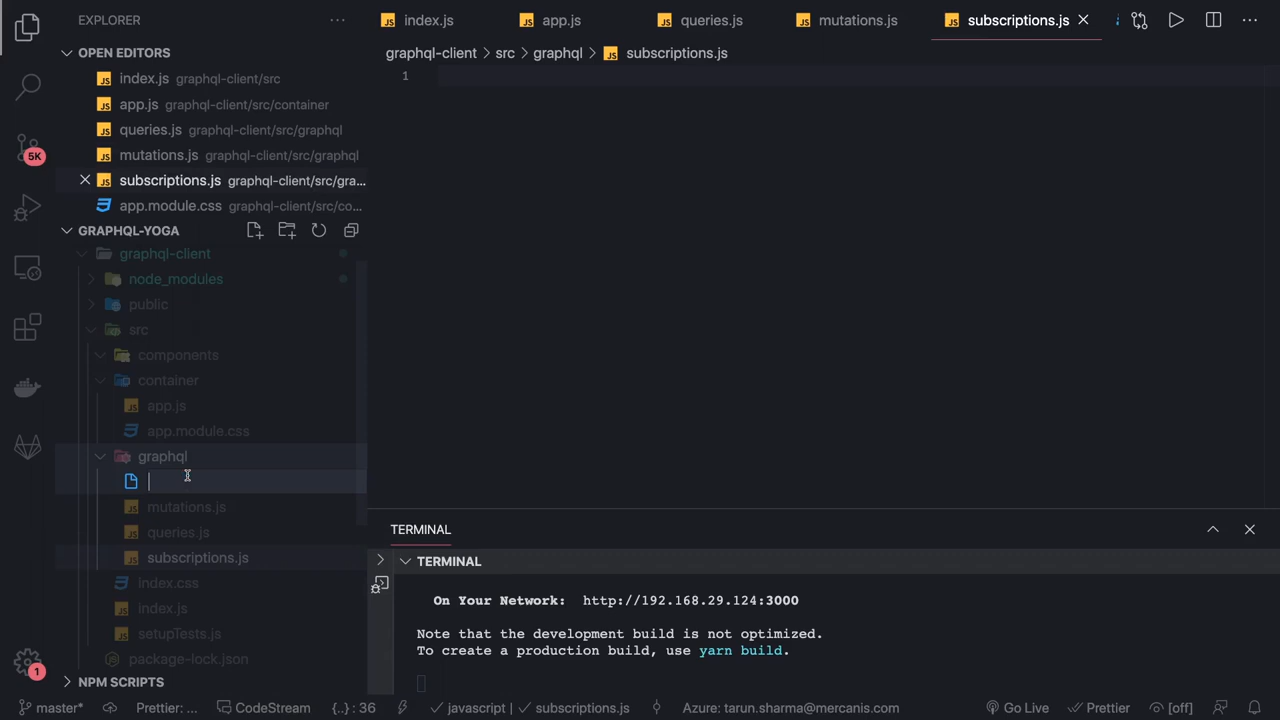 EXPLORER
OPEN EDITORS
index.js graphql-client/src
app.js graphql-client/src/container
queries.js graphql-client/src/graphql
mutations.js graphql-client/src/graphql
subscriptions.js graphql-client/src/gra...
app.module.css graphql-client/src/co...
GRAPHQL-YOGA
graphql-client
node_modules
public
src
components
container
app.js
app.module.css
graphql
mutations.js
queries.js
subscriptions.js
index.css
index.js
setupTests.js
package-lock.json
NPM SCRIPTS
5K
1
index.js app.js queries.js mutations.js subscriptions.js
graphql-client > src > graphql > subscriptions.js
1
TERMINAL
TERMINAL
On Your Network: http://192.168.29.124:3000
Note that the development build is not optimized.
To create a production build, use yarn build.
master* Prettier: ... CodeStream {..} : 36 javascript | subscriptions.js Azure: tarun.sharma@mercanis.com Go Live Prettier [off]